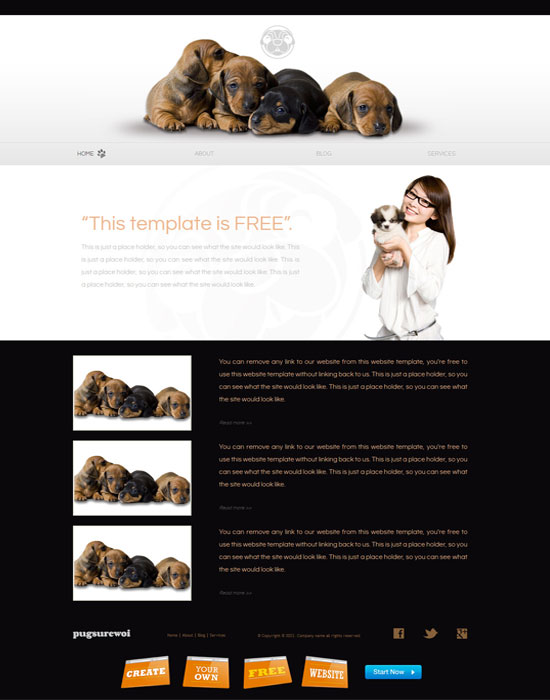 HOME ABOUT BLOG SERVICES
“This template is FREE”.
This is just a place holder, so you can see what the site would look like. This
is just a place holder, so you can see what the site would look like. This is
just a place holder, so you can see what the site would look like. This is just
a place holder, so you can see what the site would look like.
You can remove any link to our website from this website template, you're free to
use this website template without linking back to us. This is just a place holder, so you
can see what the site would look like. This is just a place holder, so you can see what
the site would look like.
Read more >>
You can remove any link to our website from this website template, you're free to
use this website template without linking back to us. This is just a place holder, so you
can see what the site would look like. This is just a place holder, so you can see what
the site would look like.
Read more >>
You can remove any link to our website from this website template, you're free to
use this website template without linking back to us. This is just a place holder, so you
can see what the site would look like. This is just a place holder, so you can see what
the site would look like.
Read more >>
pugsurewoi
Home | About | Blog | Services
© Copyright © 2011. Company name all rights reserved
CREATE YOUR OWN FREE WEBSITE Start Now